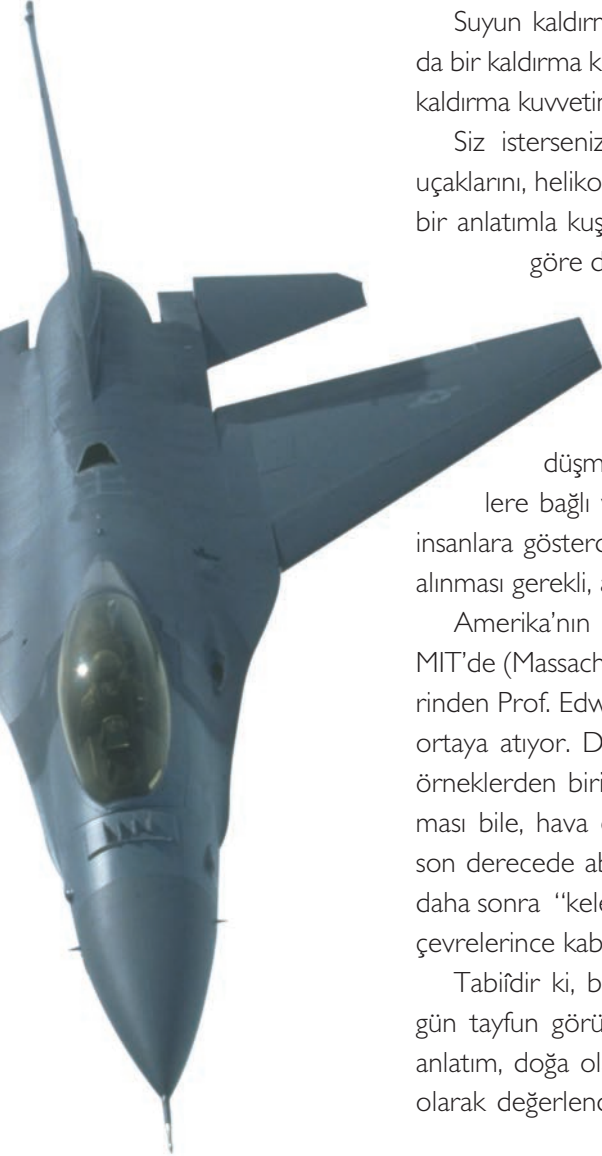 Suyun kaldırm
da bir kaldırma k
kaldırma kuvvetir
Siz isterseniz
uçaklarını, heliko
bir anlatımla kuş
göre d
düşm
lere bağlı
insanlara gösterd
alınması gerekli, a
Amerika’nın
MIT’de (Massach
rinden Prof. Edw
ortaya atıyor. D
örneklerden biri
ması bile, hava
son derecede ab
daha sonra “kele
çevrelerince kab
Tabiîdir ki, b
gün tayfun görü
anlatım, doğa ol
olarak değerlend